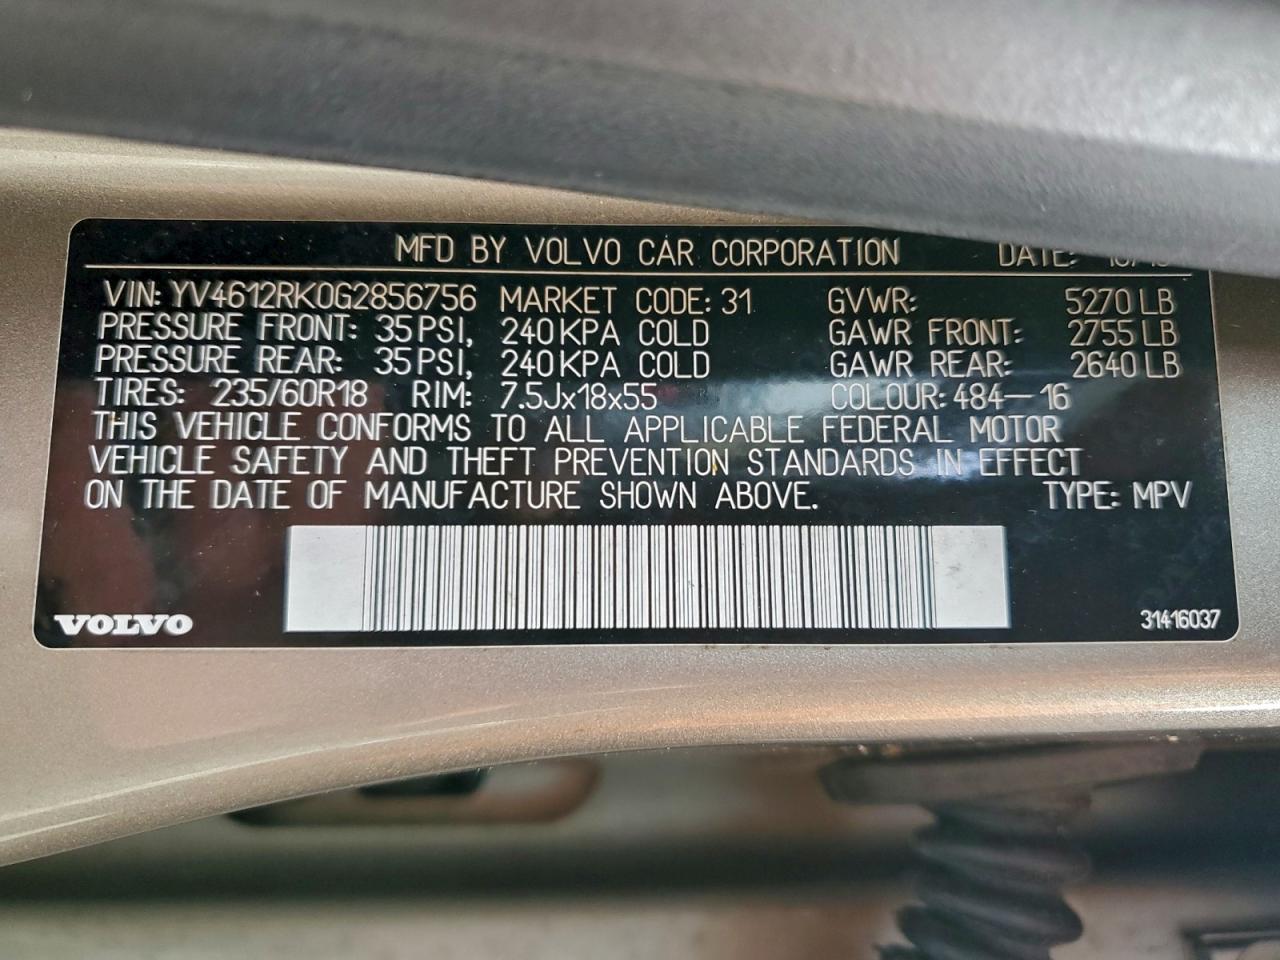 MFD BY VOLVO CAR CORPORATION DATE:
VIN: YV4612RK0G2856756 MARKET CODE: 31 GVWR: 5270 LB
PRESSURE FRONT: 35 PSI, 240 KPA COLD GAWR FRONT: 2755 LB
PRESSURE REAR: 35 PSI, 240 KPA COLD GAWR REAR: 2640 LB
TIRES: 235/60R18 RIM: 7.5Jx18x55 COLOUR: 484-16
THIS VEHICLE CONFORMS TO ALL APPLICABLE FEDERAL MOTOR
VEHICLE SAFETY AND THEFT PREVENTION STANDARDS IN EFFECT
ON THE DATE OF MANUFACTURE SHOWN ABOVE. TYPE: MPV
VOLVO
31416037